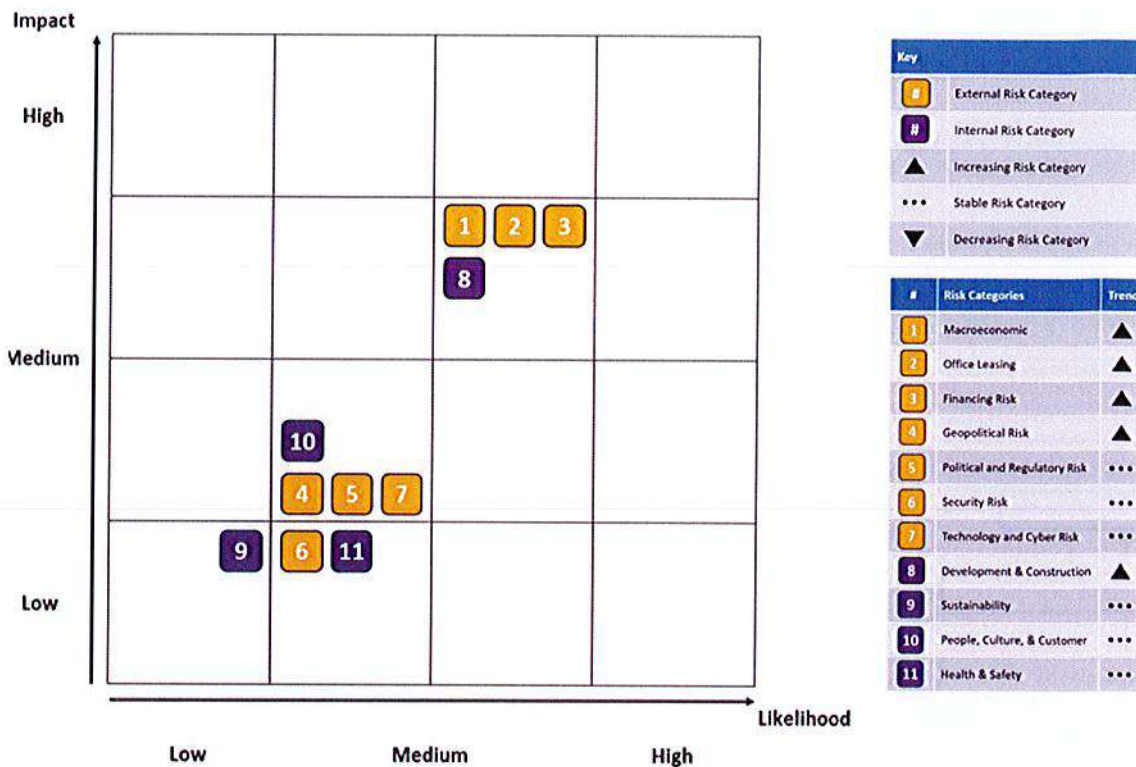 Impact
High
Medium
Low
1 2 3
8
10
4 5 7
9 6 11
Likelihood
Low Medium High
Key
# External Risk Category
# Internal Risk Category
▲ Increasing Risk Category
••• Stable Risk Category
▼ Decreasing Risk Category
# Risk Categories Trend
1 Macroeconomic ▲
2 Office Leasing ▲
3 Financing Risk ▲
4 Geopolitical Risk ▲
5 Political and Regulatory Risk •••
6 Security Risk •••
7 Technology and Cyber Risk •••
8 Development & Construction ▲
9 Sustainability •••
10 People, Culture, & Customer •••
11 Health & Safety •••